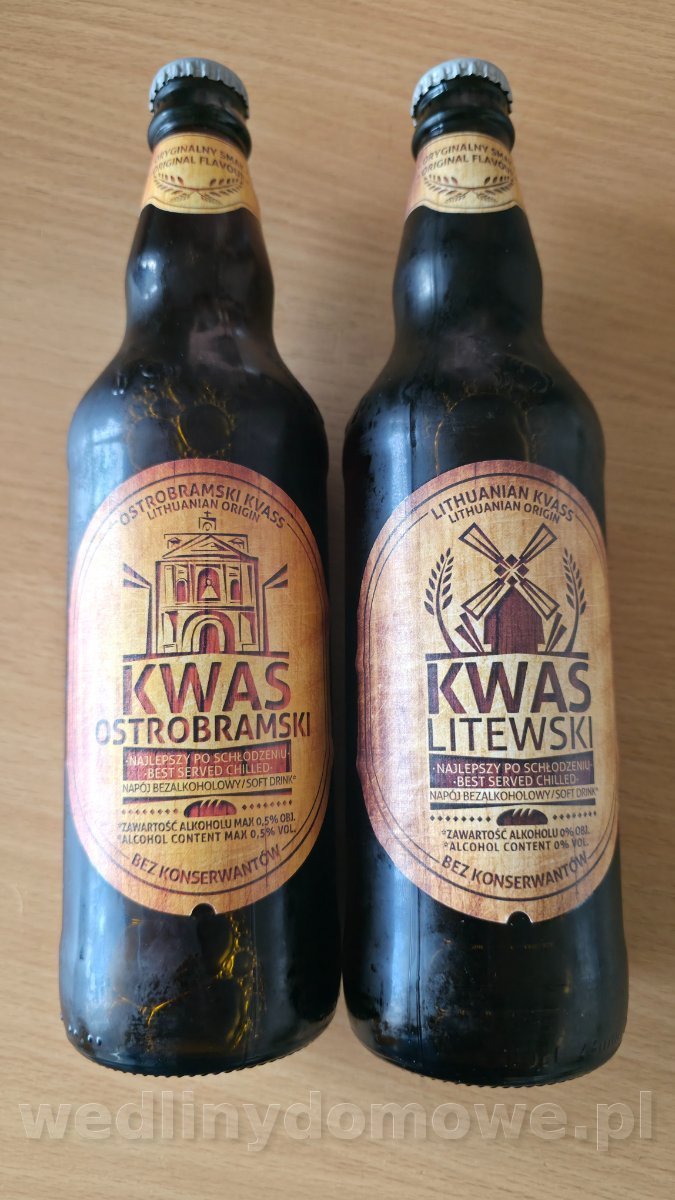 ORYGINALNY SMAK
ORIGINAL FLAVOUR
OSTROBRAMSKI KVASS
LITHUANIAN ORIGIN
KWAS
OSTROBRAMSKI
·NAJLEPSZY PO SCHŁODZENIU·
·BEST SERVED CHILLED·
NAPÓJ BEZALKOHOLOWY/SOFT DRINK*
*ZAWARTOŚĆ ALKOHOLU MAX 0,5% OBJ.
*ALCOHOL CONTENT MAX 0,5% VOL.
BEZ KONSERWANTÓW
ORYGINALNY SMAK
ORIGINAL FLAVOUR
LITHUANIAN KVASS
LITHUANIAN ORIGIN
KWAS
LITEWSKI
·NAJLEPSZY PO SCHŁODZENIU·
·BEST SERVED CHILLED·
NAPÓJ BEZALKOHOLOWY/SOFT DRINK*
*ZAWARTOŚĆ ALKOHOLU 0% OBJ.
*ALCOHOL CONTENT 0% VOL.
BEZ KONSERWANTÓW
wedlinydomowe.pl